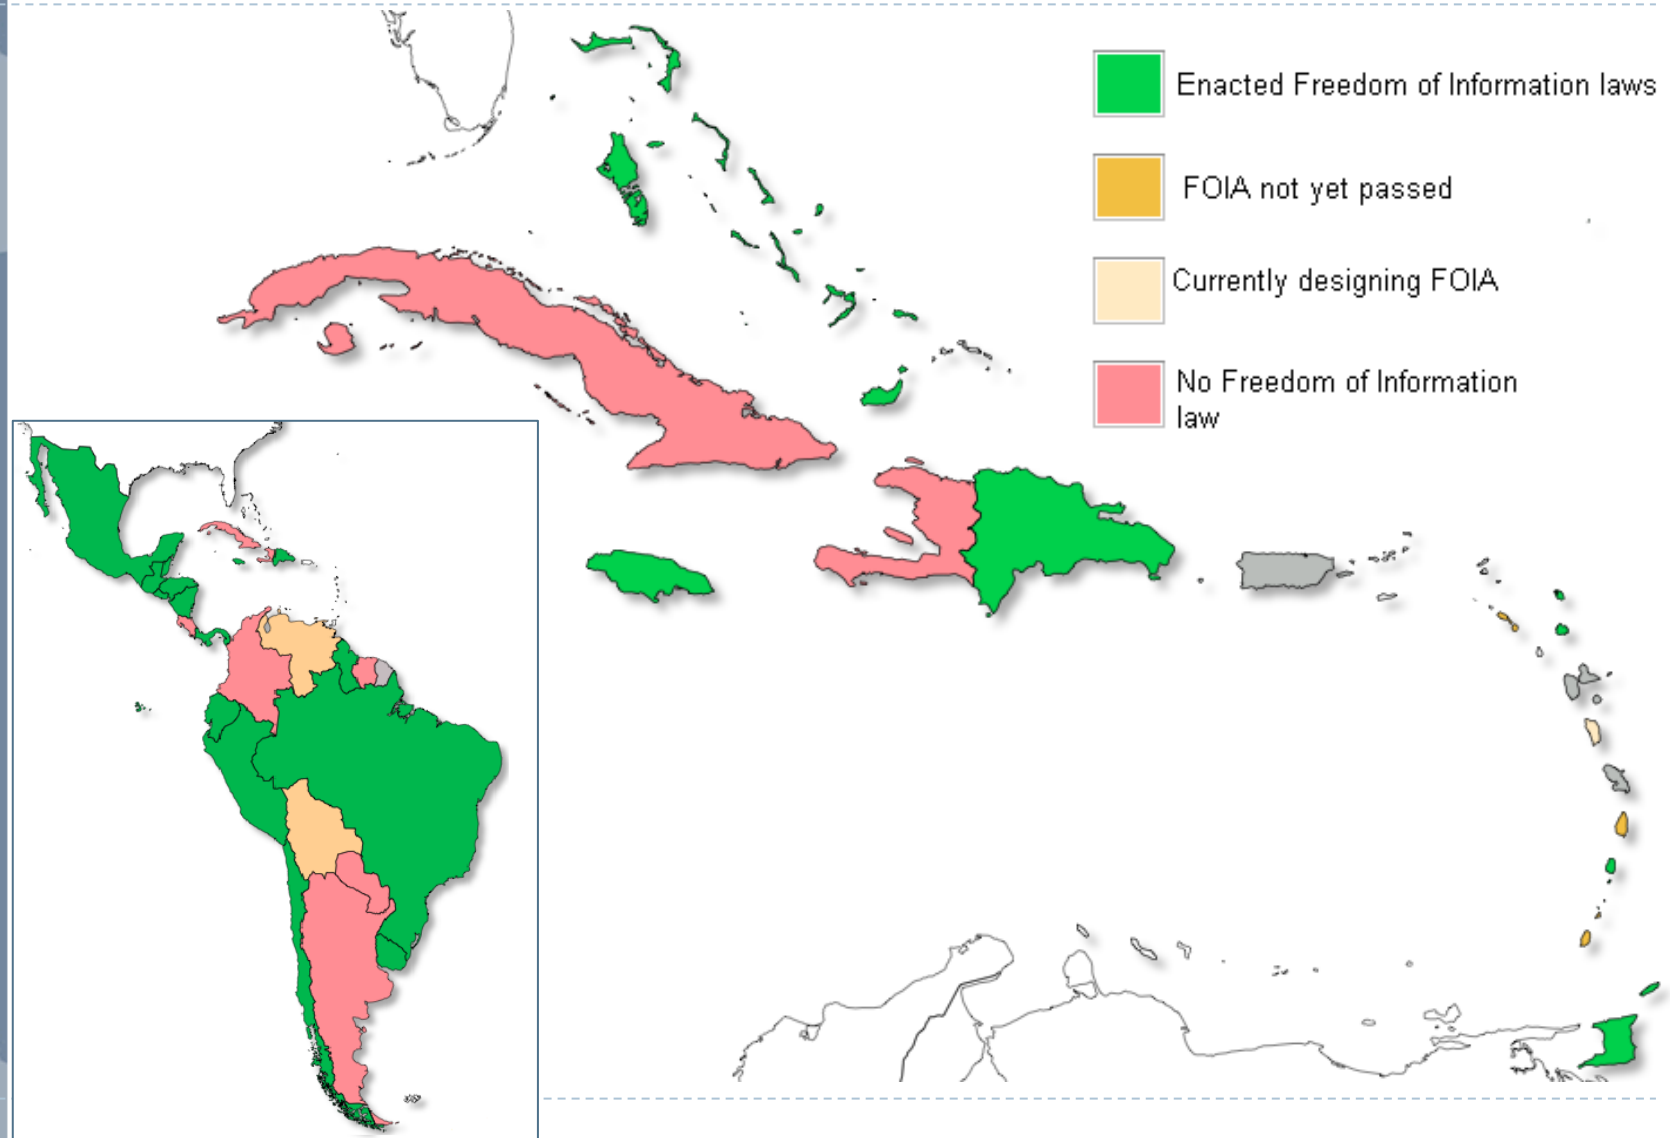 Enacted Freedom of Information laws
FOIA not yet passed
Currently designing FOIA
No Freedom of Information
law